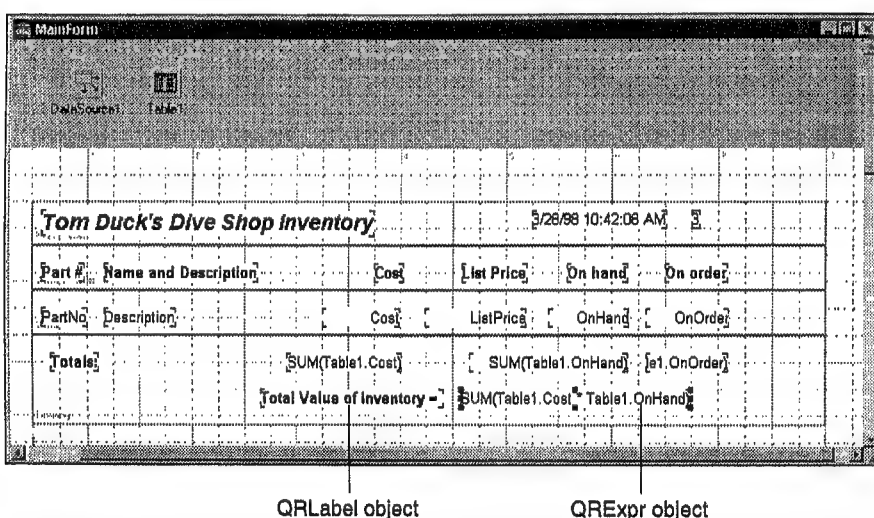 MainForm
DataSource1 Table1
Tom Duck's Dive Shop Inventory 3/28/98 10:42:08 AM
Part # Name and Description Cost List Price On hand On order
PartNo Description Cost ListPrice OnHand OnOrder
Totals SUM(Table1.Cost) SUM(Table1.OnHand) e1.OnOrder)
Total Value of Inventory = SUM(Table1.Cost * Table1.OnHand)
QRLabel object QRExpr object